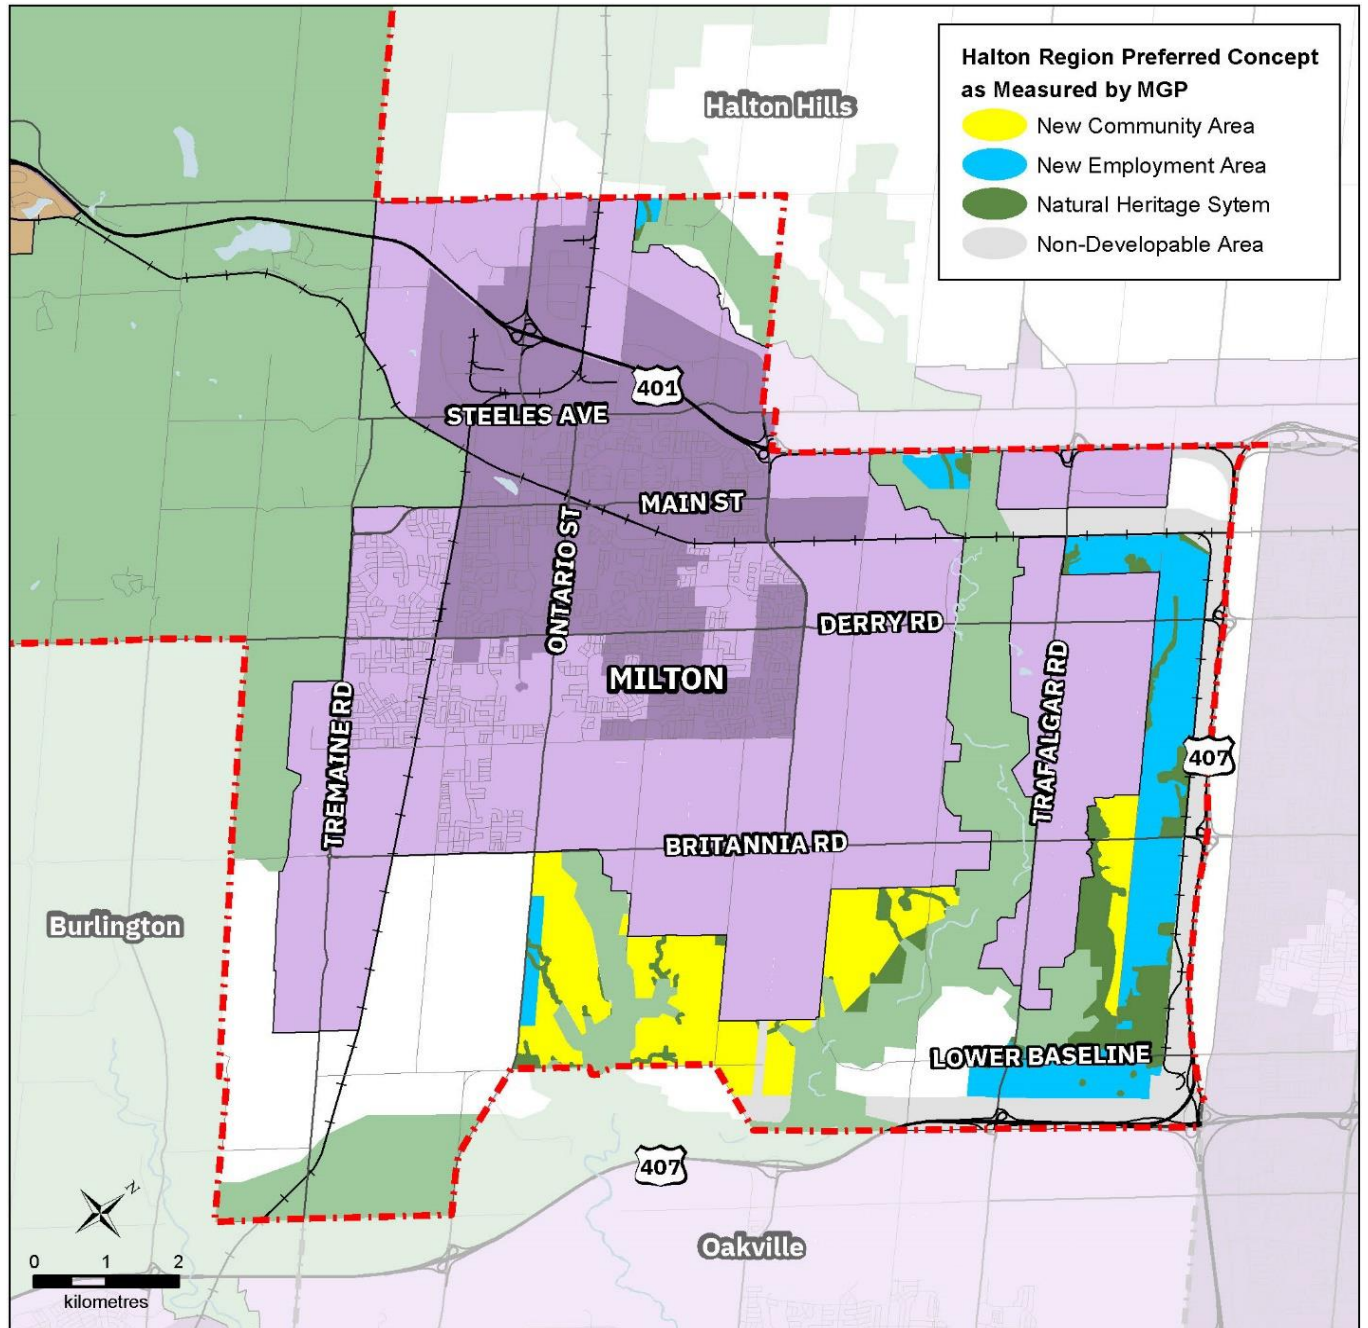 Halton Region Preferred Concept
as Measured by MGP
New Community Area
New Employment Area
Natural Heritage Sytem
Non-Developable Area
Halton Hills
401
STEELES AVE
MAIN ST
ONTARIO ST
DERRY RD
MILTON
TREMAINE RD
TRAFALGAR RD
407
BRITANNIA RD
Burlington
LOWER BASELINE
407
Oakville
N
0 1 2
kilometres